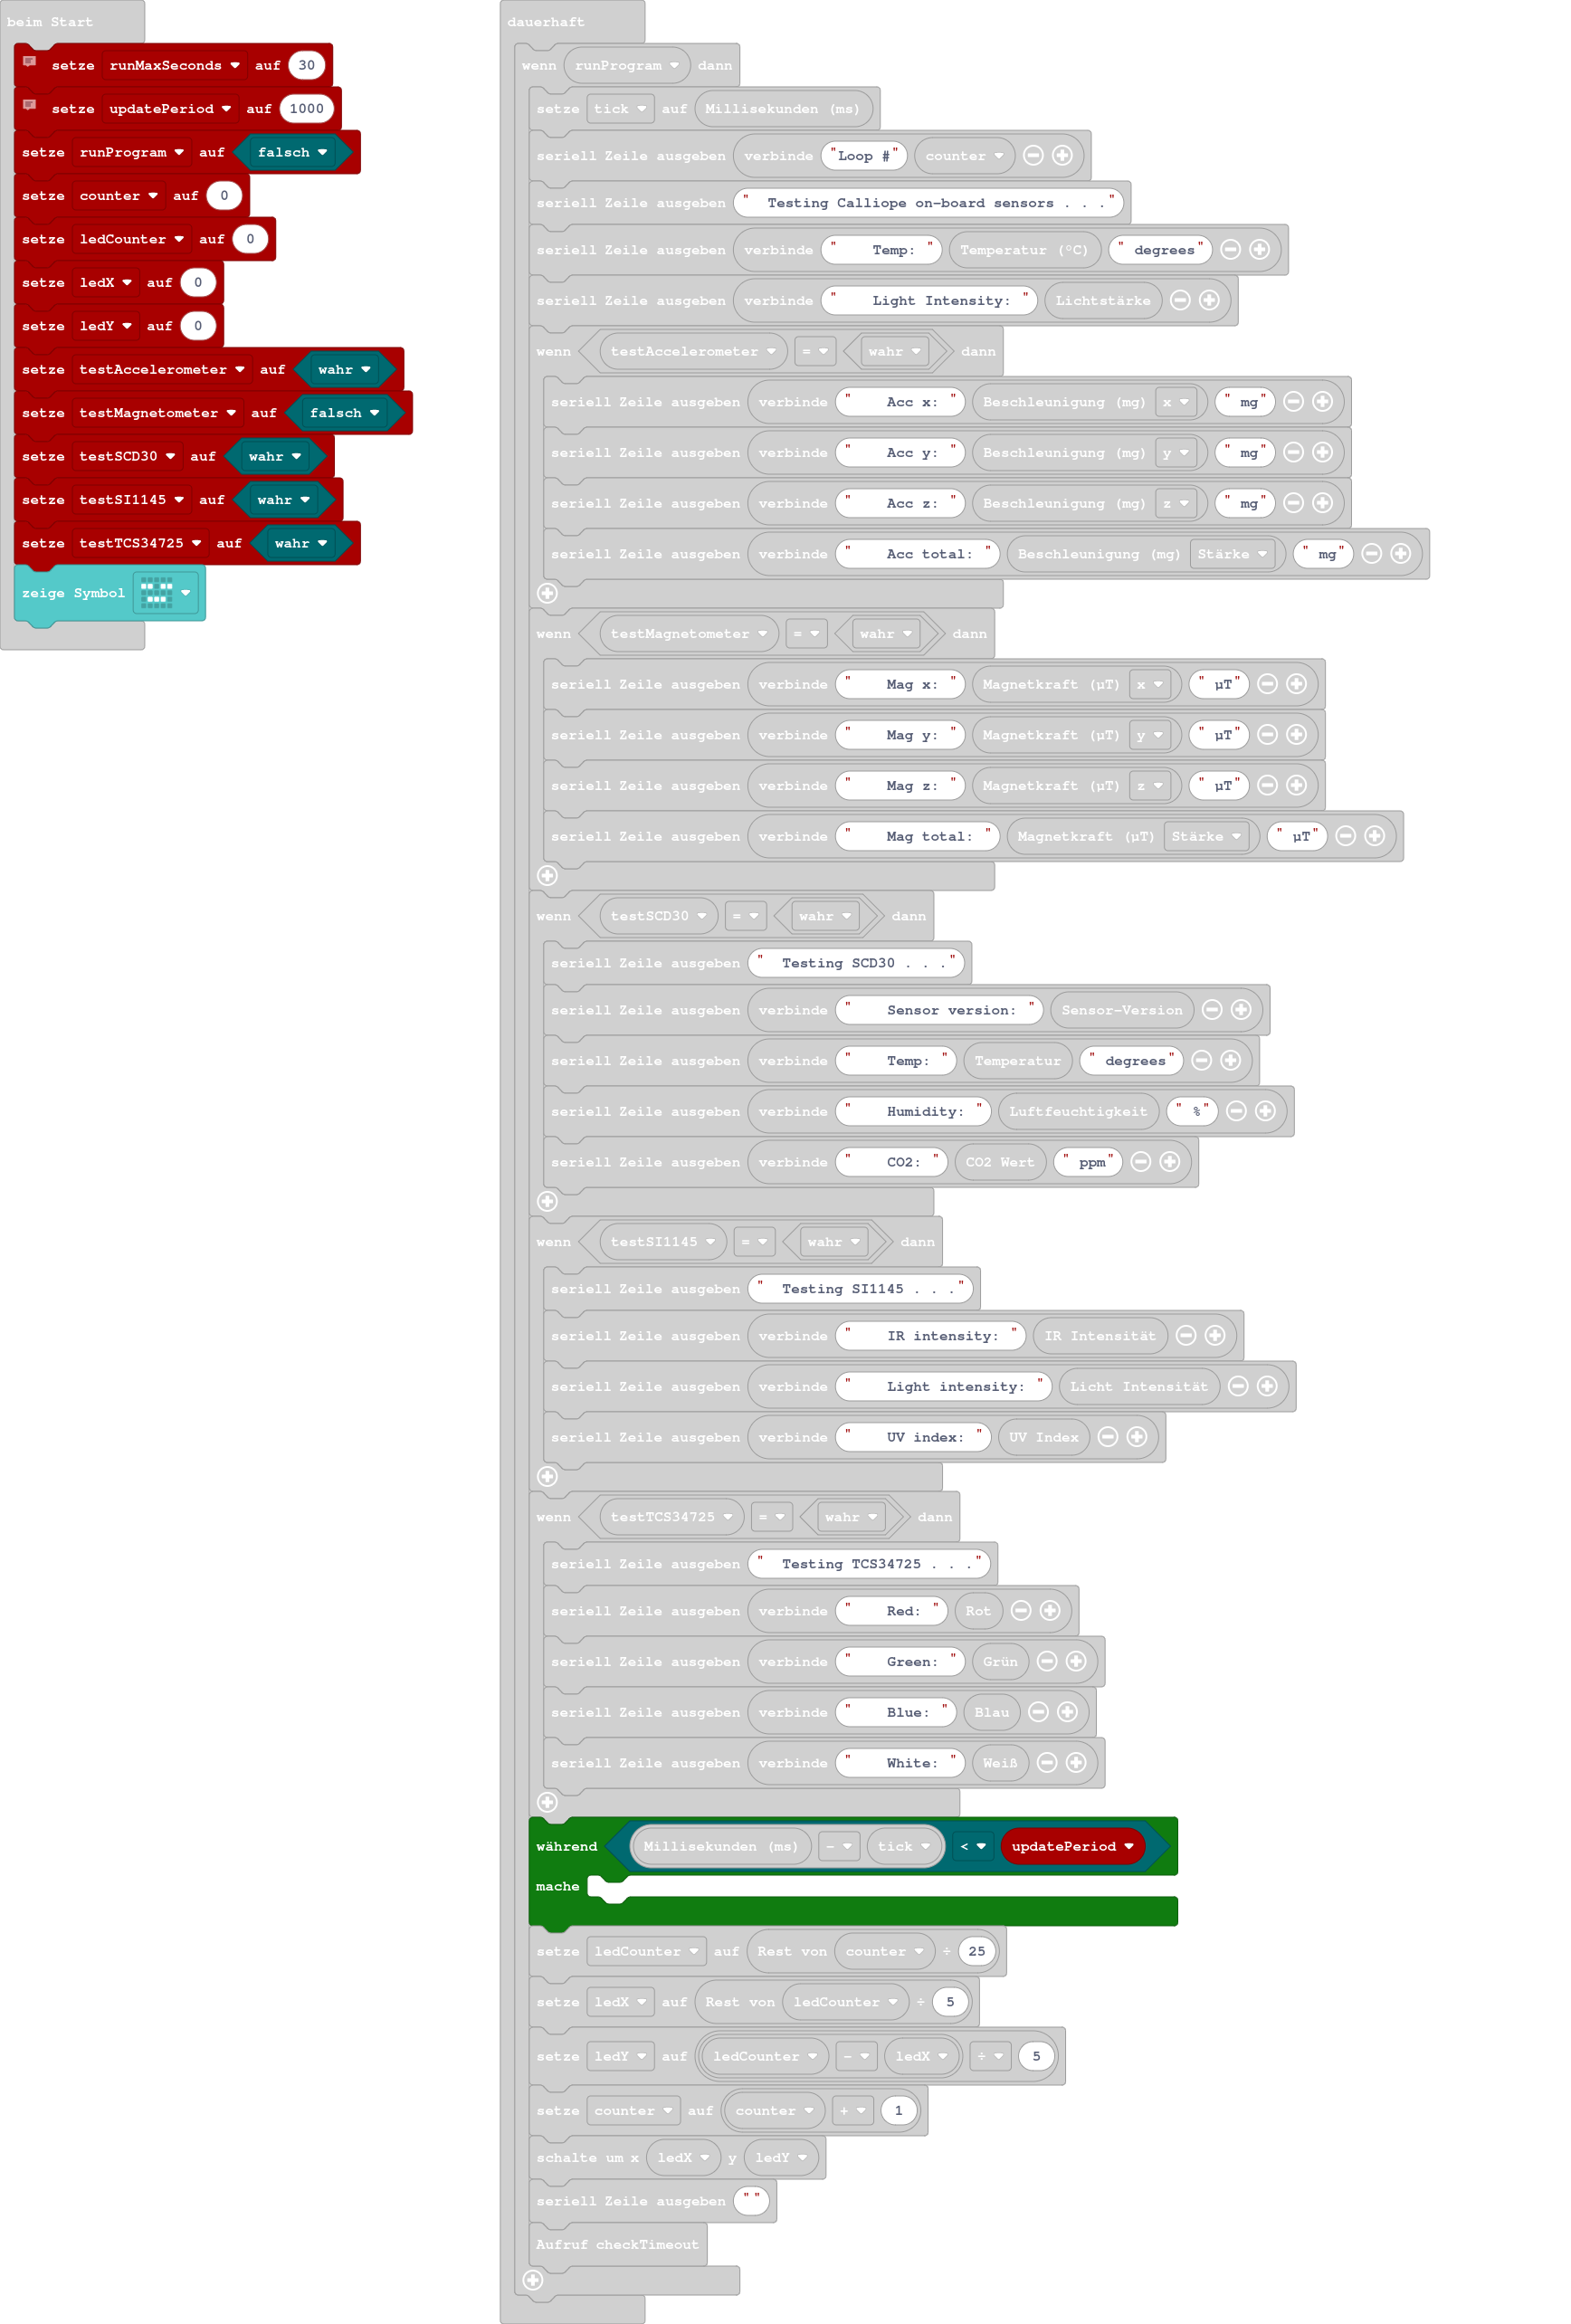 beim Start
setze runMaxSeconds auf 30
setze updatePeriod auf 1000
setze runProgram auf falsch
setze counter auf 0
setze ledCounter auf 0
setze ledX auf 0
setze ledY auf 0
setze testAccelerometer auf wahr
setze testMagnetometer auf falsch
setze testSCD30 auf wahr
setze testSI1145 auf wahr
setze testTCS34725 auf wahr
zeige Symbol
dauerhaft
wenn runProgram dann
setze tick auf Millisekunden (ms)
seriell Zeile ausgeben verbinde "Loop #" counter
seriell Zeile ausgeben " Testing Calliope on-board sensors . . ."
seriell Zeile ausgeben verbinde " Temp: " Temperatur (°C) " degrees"
seriell Zeile ausgeben verbinde " Light Intensity: " Lichtstärke
wenn testAccelerometer = wahr dann
seriell Zeile ausgeben verbinde " Acc x: " Beschleunigung (mg) x " mg"
seriell Zeile ausgeben verbinde " Acc y: " Beschleunigung (mg) y " mg"
seriell Zeile ausgeben verbinde " Acc z: " Beschleunigung (mg) z " mg"
seriell Zeile ausgeben verbinde " Acc total: " Beschleunigung (mg) Stärke " mg"
wenn testMagnetometer = wahr dann
seriell Zeile ausgeben verbinde " Mag x: " Magnetkraft (µT) x " µT"
seriell Zeile ausgeben verbinde " Mag y: " Magnetkraft (µT) y " µT"
seriell Zeile ausgeben verbinde " Mag z: " Magnetkraft (µT) z " µT"
seriell Zeile ausgeben verbinde " Mag total: " Magnetkraft (µT) Stärke " µT"
wenn testSCD30 = wahr dann
seriell Zeile ausgeben " Testing SCD30 . . ."
seriell Zeile ausgeben verbinde " Sensor version: " Sensor-Version
seriell Zeile ausgeben verbinde " Temp: " Temperatur " degrees"
seriell Zeile ausgeben verbinde " Humidity: " Luftfeuchtigkeit " %"
seriell Zeile ausgeben verbinde " CO2: " CO2 Wert " ppm"
wenn testSI1145 = wahr dann
seriell Zeile ausgeben " Testing SI1145 . . ."
seriell Zeile ausgeben verbinde " IR intensity: " IR Intensität
seriell Zeile ausgeben verbinde " Light intensity: " Licht Intensität
seriell Zeile ausgeben verbinde " UV index: " UV Index
wenn testTCS34725 = wahr dann
seriell Zeile ausgeben " Testing TCS34725 . . ."
seriell Zeile ausgeben verbinde " Red: " Rot
seriell Zeile ausgeben verbinde " Green: " Grün
seriell Zeile ausgeben verbinde " Blue: " Blau
seriell Zeile ausgeben verbinde " White: " Weiß
während Millisekunden (ms) - tick < updatePeriod
mache
setze ledCounter auf Rest von counter ÷ 25
setze ledX auf Rest von ledCounter ÷ 5
setze ledY auf ledCounter - ledX ÷ 5
setze counter auf counter + 1
schalte um x ledX y ledY
seriell Zeile ausgeben ""
Aufruf checkTimeout